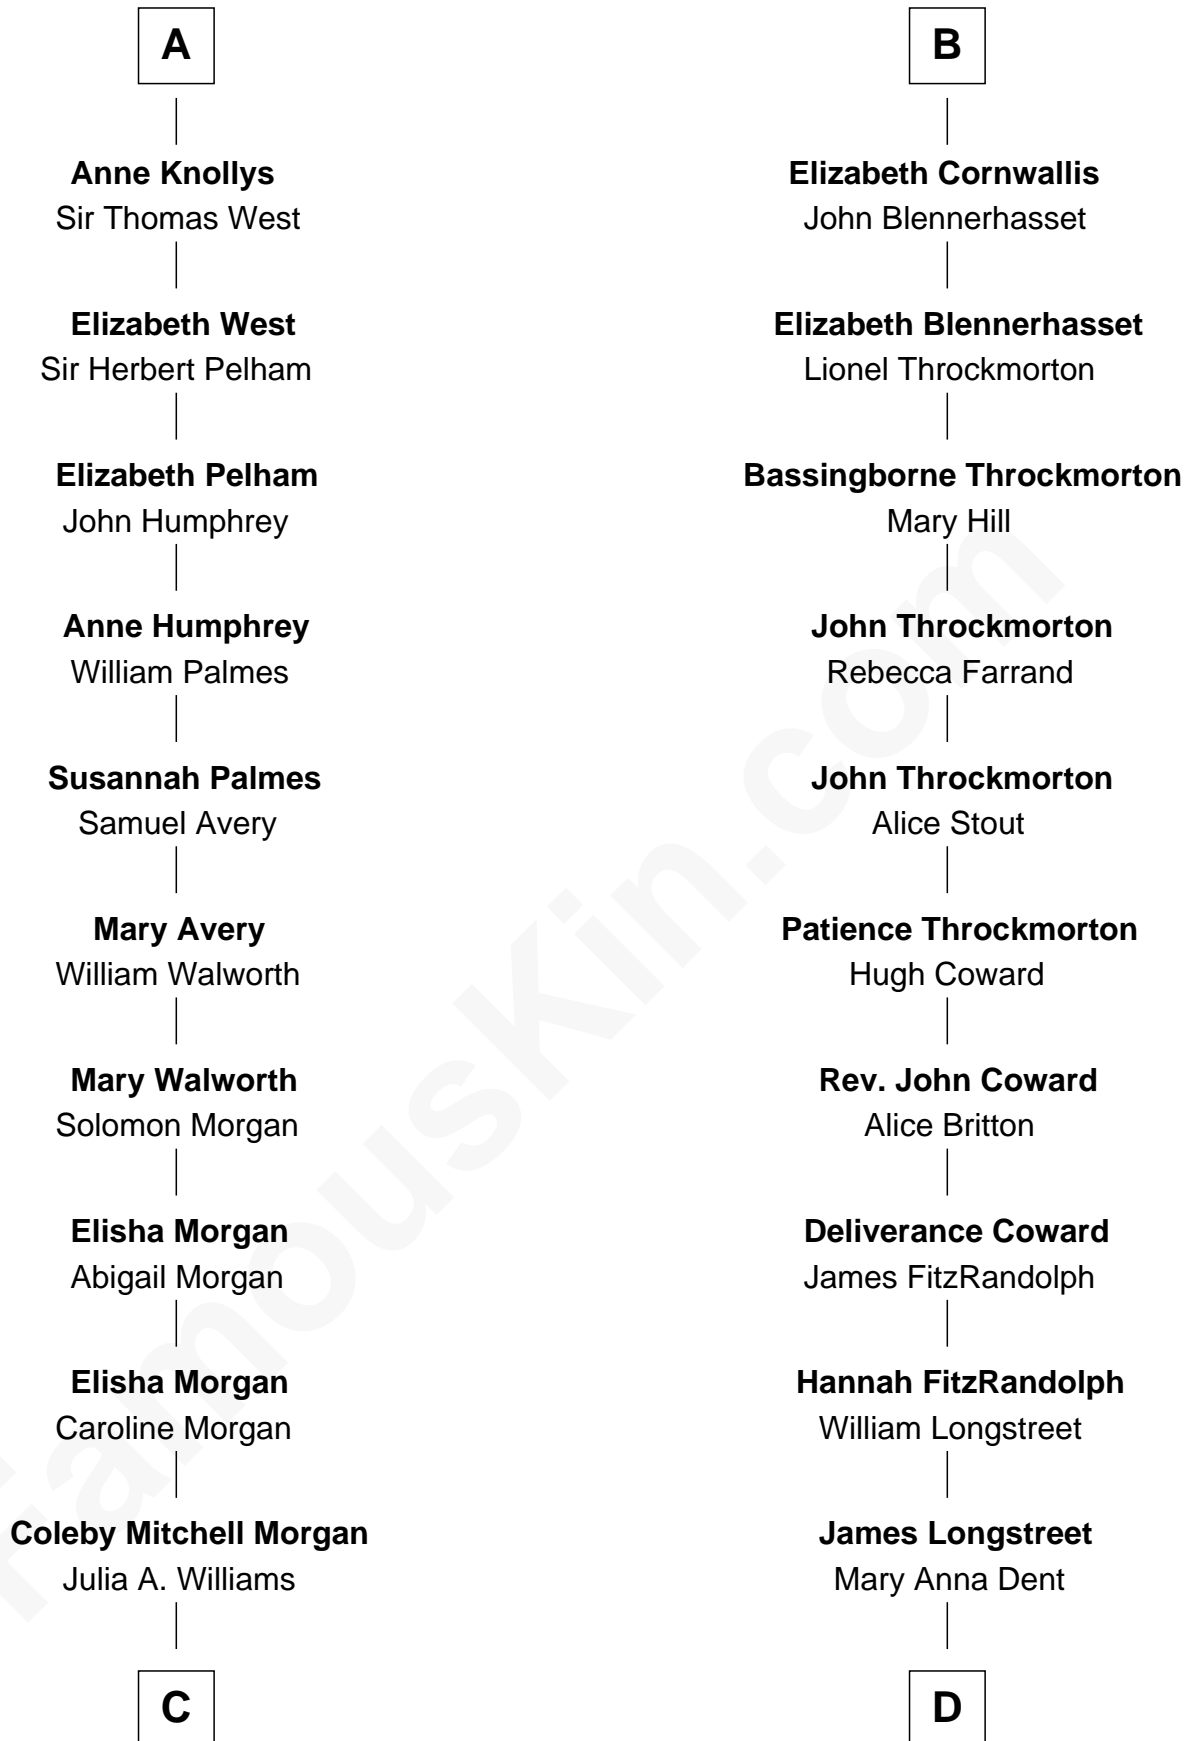 A
Anne Knollys
Sir Thomas West
Elizabeth West
Sir Herbert Pelham
Elizabeth Pelham
John Humphrey
Anne Humphrey
William Palmes
Susannah Palmes
Samuel Avery
Mary Avery
William Walworth
Mary Walworth
Solomon Morgan
Elisha Morgan
Abigail Morgan
Elisha Morgan
Caroline Morgan
Coleby Mitchell Morgan
Julia A. Williams
C
B
Elizabeth Cornwallis
John Blennerhasset
Elizabeth Blennerhasset
Lionel Throckmorton
Bassingborne Throckmorton
Mary Hill
John Throckmorton
Rebecca Farrand
John Throckmorton
Alice Stout
Patience Throckmorton
Hugh Coward
Rev. John Coward
Alice Britton
Deliverance Coward
James FitzRandolph
Hannah FitzRandolph
William Longstreet
James Longstreet
Mary Anna Dent
D
FamousKin.com